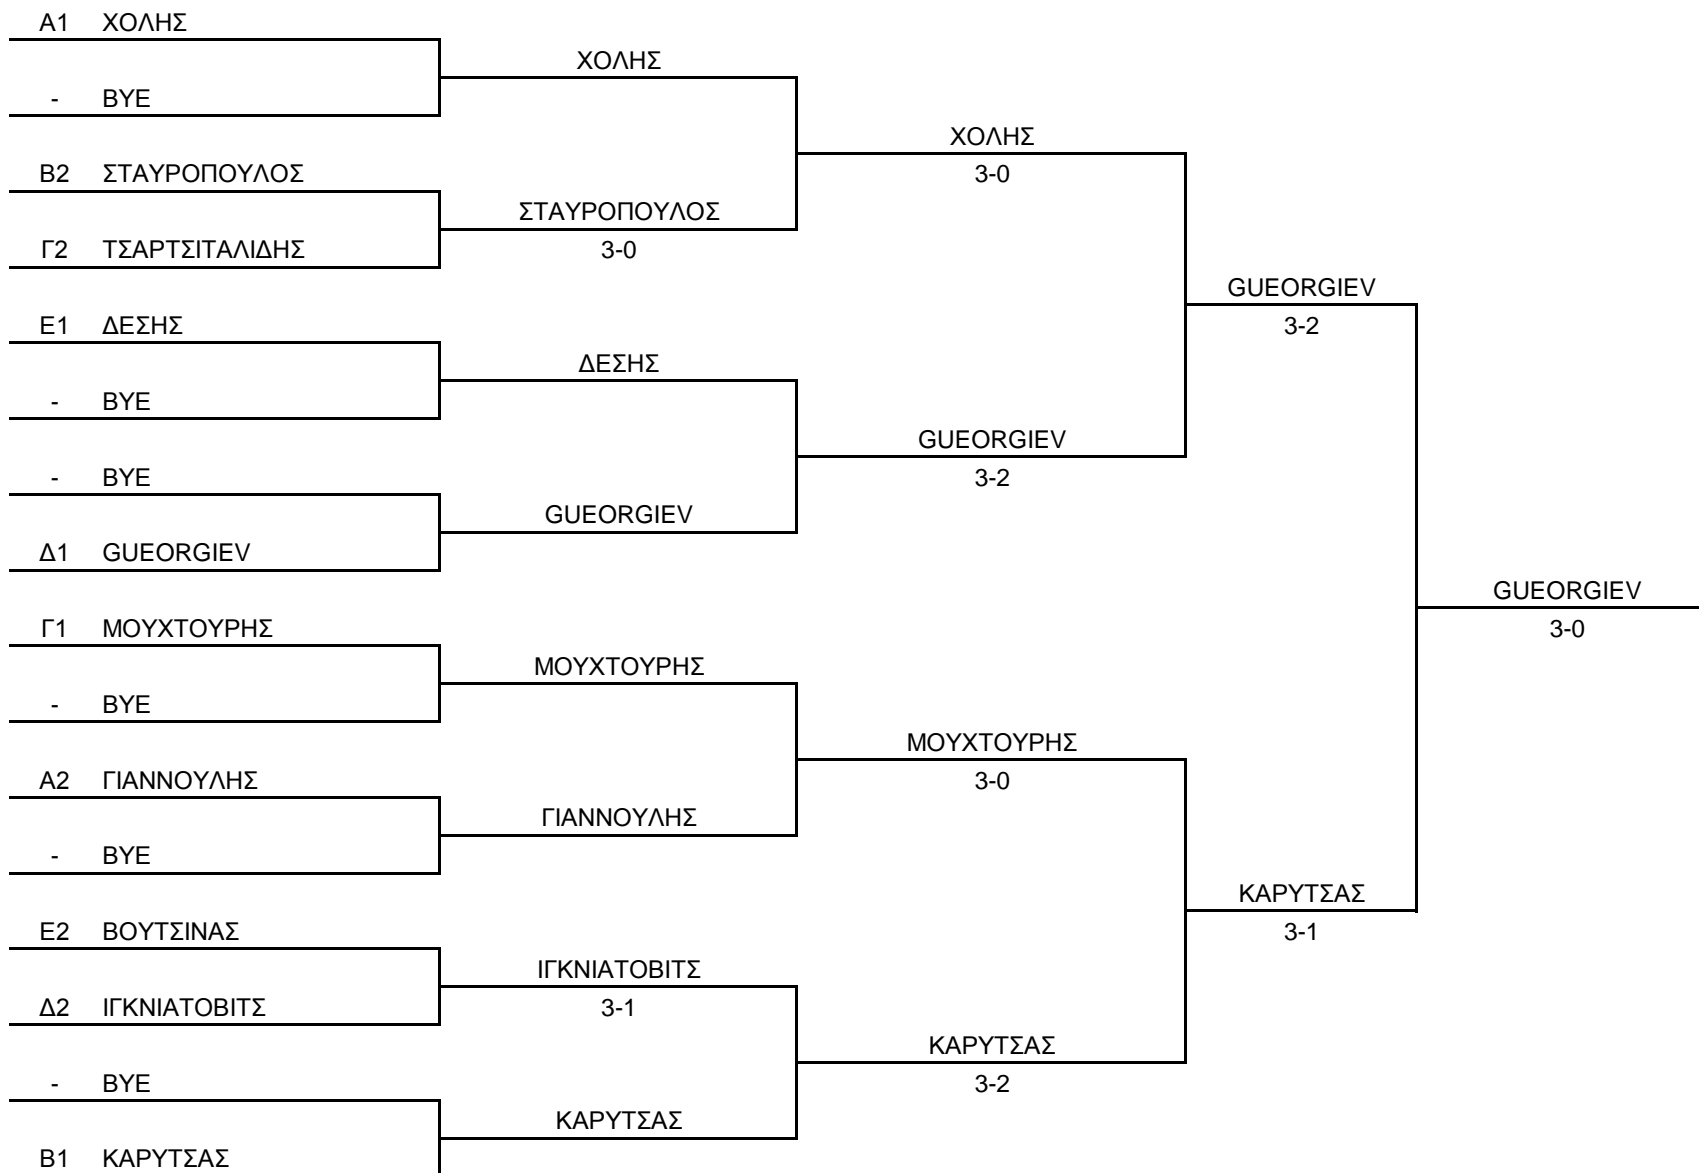 Α1 ΧΟΛΗΣ
ΧΟΛΗΣ
- BYE
ΧΟΛΗΣ
Β2 ΣΤΑΥΡΟΠΟΥΛΟΣ
3-0
ΣΤΑΥΡΟΠΟΥΛΟΣ
Γ2 ΤΣΑΡΤΣΙΤΑΛΙΔΗΣ
3-0
GUEORGIEV
Ε1 ΔΕΣΗΣ
3-2
ΔΕΣΗΣ
- BYE
GUEORGIEV
- BYE
3-2
GUEORGIEV
Δ1 GUEORGIEV
GUEORGIEV
Γ1 ΜΟΥΧΤΟΥΡΗΣ
3-0
ΜΟΥΧΤΟΥΡΗΣ
- BYE
ΜΟΥΧΤΟΥΡΗΣ
Α2 ΓΙΑΝΝΟΥΛΗΣ
3-0
ΓΙΑΝΝΟΥΛΗΣ
- BYE
ΚΑΡΥΤΣΑΣ
Ε2 ΒΟΥΤΣΙΝΑΣ
3-1
ΙΓΚΝΙΑΤΟΒΙΤΣ
Δ2 ΙΓΚΝΙΑΤΟΒΙΤΣ
3-1
ΚΑΡΥΤΣΑΣ
- BYE
3-2
ΚΑΡΥΤΣΑΣ
Β1 ΚΑΡΥΤΣΑΣ